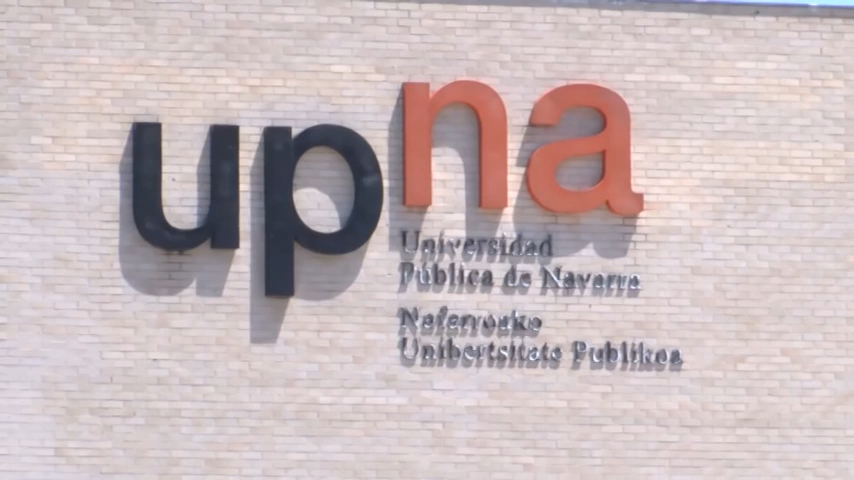 upna
Universidad
Pública de Navarra
Nafarroako
Unibertsitate Publikoa